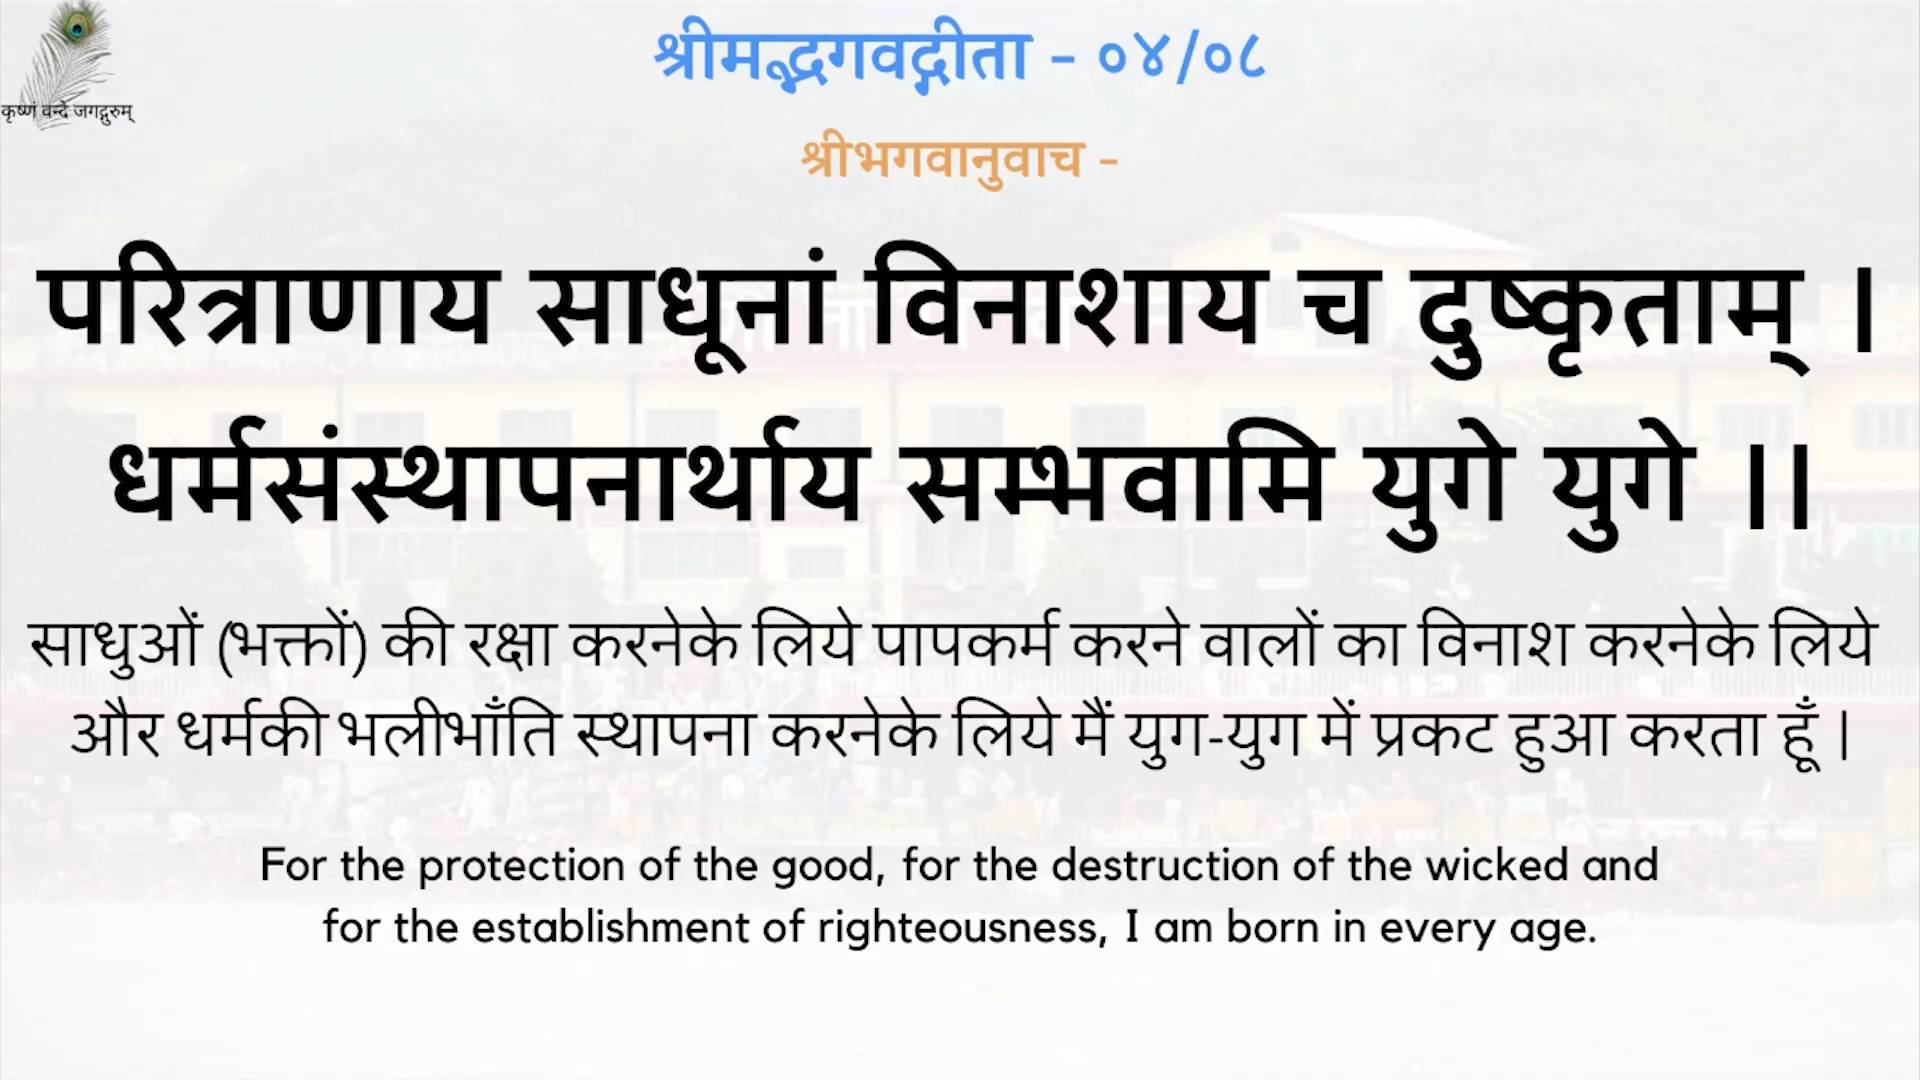 कृष्णं वन्दे जगद्गुरुम्
श्रीमद्भगवद्गीता - ०४/०८
श्रीभगवानुवाच -
परित्राणाय साधूनां विनाशाय च दुष्कृताम् |
धर्मसंस्थापनार्थाय सम्भवामि युगे युगे ||
साधुओं (भक्तों) की रक्षा करनेके लिये पापकर्म करने वालों का विनाश करनेके लिये
और धर्मकी भलीभाँति स्थापना करनेके लिये मैं युग-युग में प्रकट हुआ करता हूँ |
For the protection of the good, for the destruction of the wicked and
for the establishment of righteousness, I am born in every age.